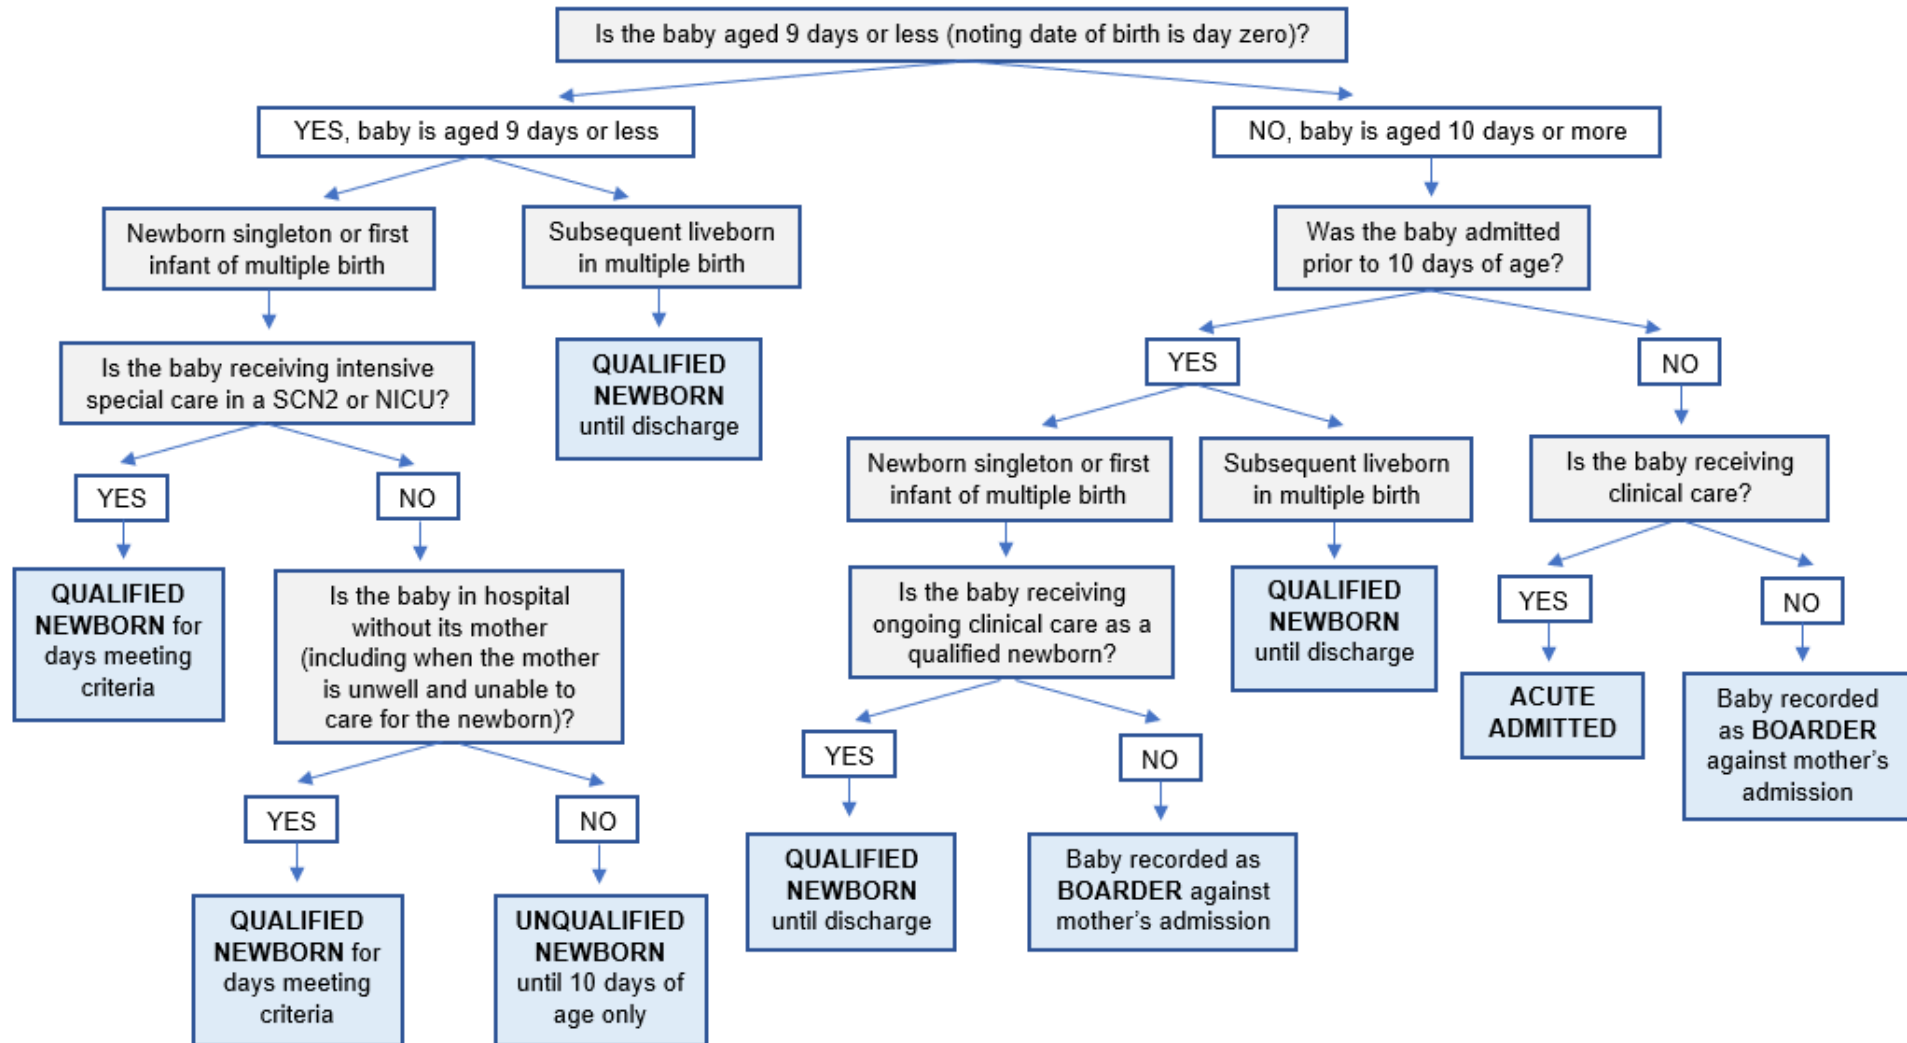 Is the baby aged 9 days or less (noting date of birth is day zero)?
YES, baby is aged 9 days or less
NO, baby is aged 10 days or more
Newborn singleton or first
infant of multiple birth
Subsequent liveborn
in multiple birth
Was the baby admitted
prior to 10 days of age?
Is the baby receiving intensive
special care in a SCN2 or NICU?
QUALIFIED
NEWBORN
until discharge
YES
NO
YES
NO
Newborn singleton or first
infant of multiple birth
Subsequent liveborn
in multiple birth
Is the baby receiving
clinical care?
QUALIFIED
NEWBORN for
days meeting
criteria
Is the baby in hospital
without its mother
(including when the mother
is unwell and unable to
care for the newborn)?
Is the baby receiving
ongoing clinical care as a
qualified newborn?
QUALIFIED
NEWBORN
until discharge
YES
NO
ACUTE
ADMITTED
Baby recorded
as BOARDER
against mother's
admission
YES
NO
YES
NO
QUALIFIED
NEWBORN for
days meeting
criteria
UNQUALIFIED
NEWBORN
until 10 days of
age only
QUALIFIED
NEWBORN
until discharge
Baby recorded as
BOARDER against
mother's admission